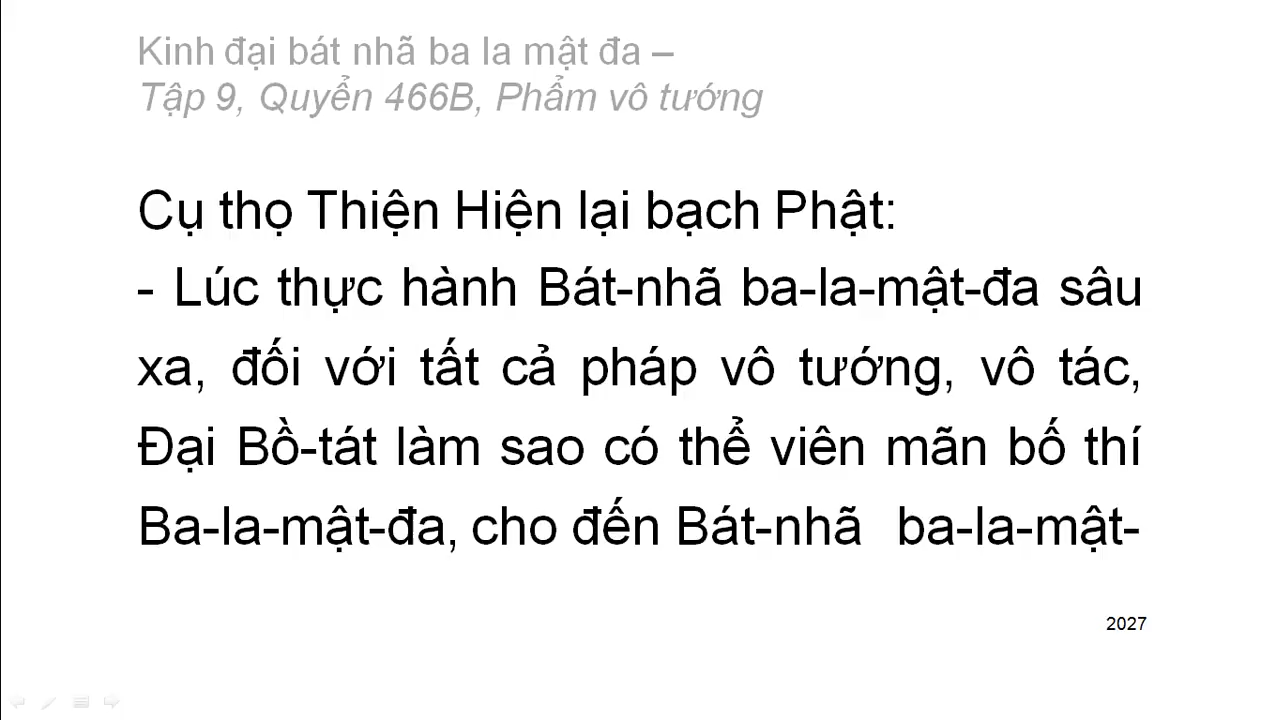 Kinh đại bát nhã ba la mật đa –
Tập 9, Quyển 466B, Phẩm vô tướng
Cụ thọ Thiện Hiện lại bạch Phật:
- Lúc thực hành Bát-nhã ba-la-mật-đa sâu
xa, đối với tất cả pháp vô tướng, vô tác,
Đại Bồ-tát làm sao có thể viên mãn bố thí
Ba-la-mật-đa, cho đến Bát-nhã ba-la-mật-
2027